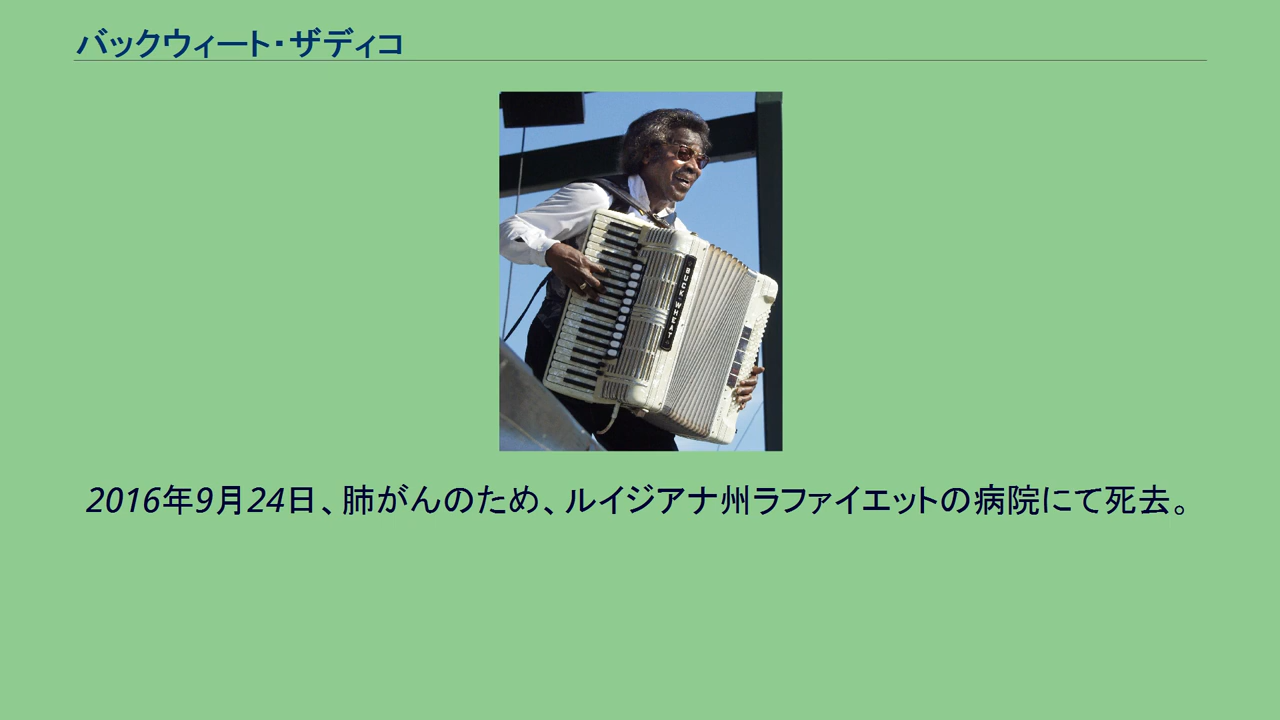 バックウィート・ザディコ
BUCKWHEAT
2016年9月24日、肺がんのため、ルイジアナ州ラファイエットの病院にて死去。